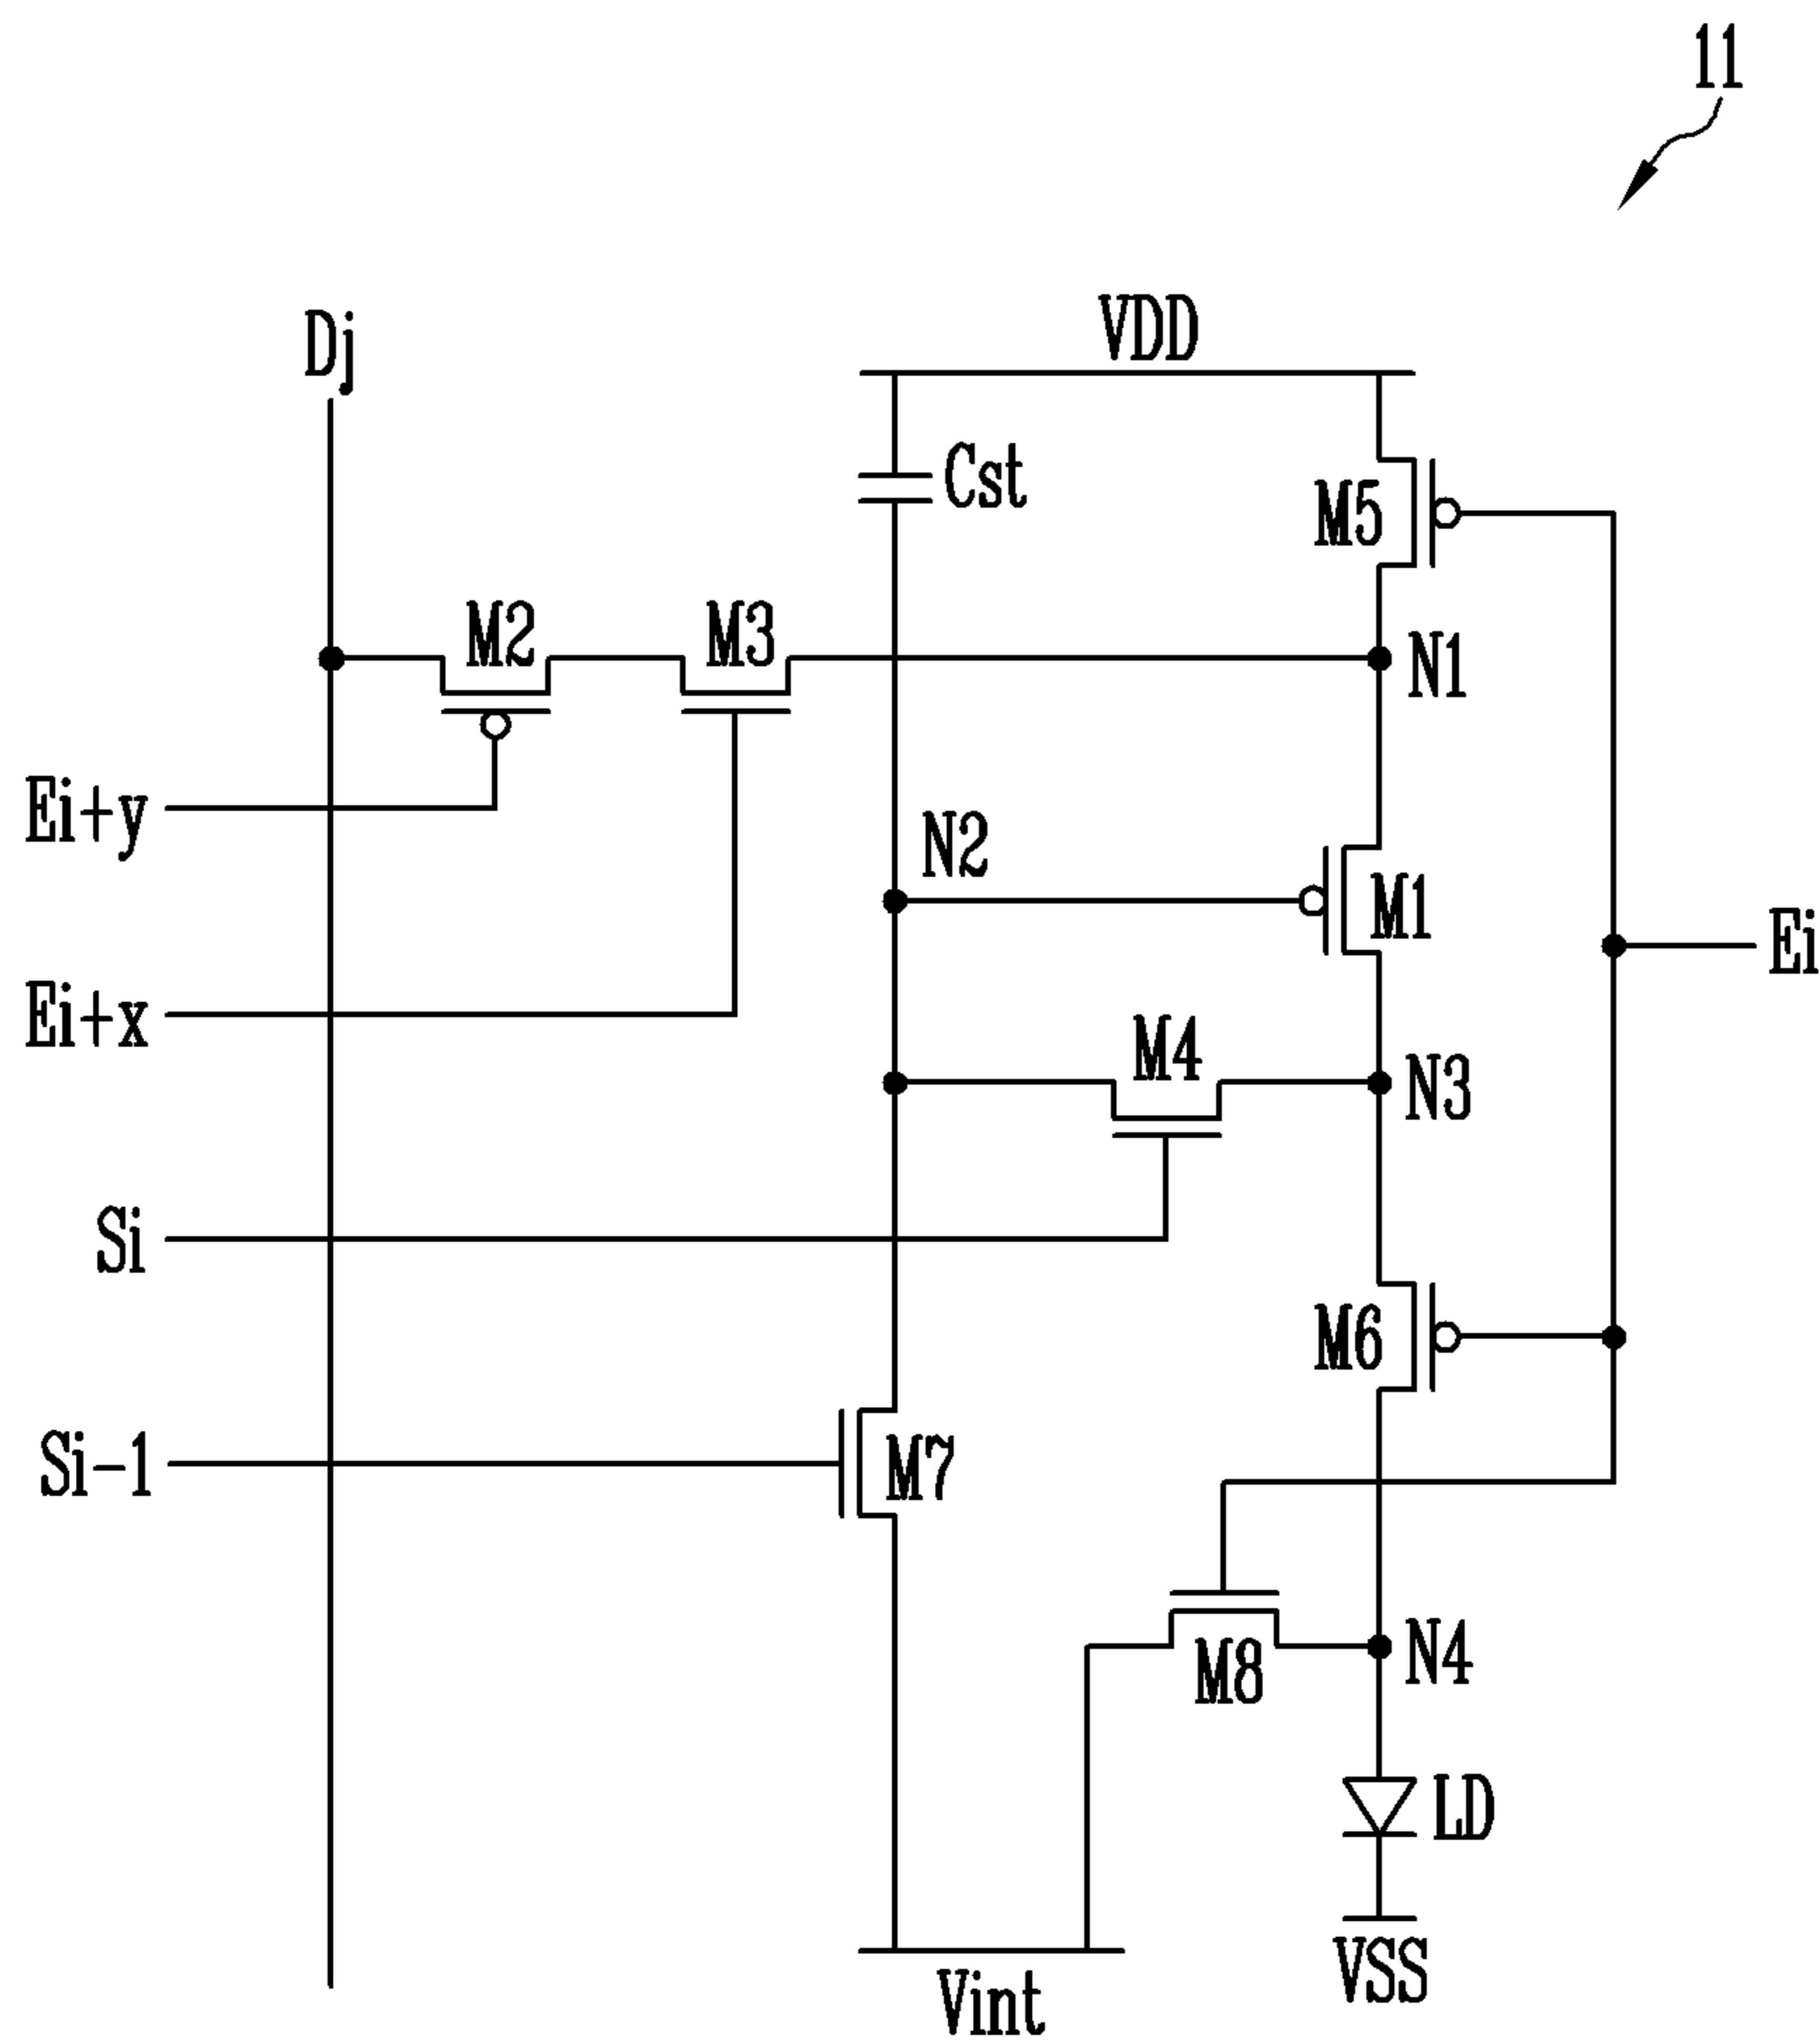 11
VDD
Dj
Cst
M5
M2
M3
N1
Ei+y
N2
M1
Ei
Ei+x
M4
N3
Si
M6
Si-1
M7
M8
N4
LD
VSS
Vint